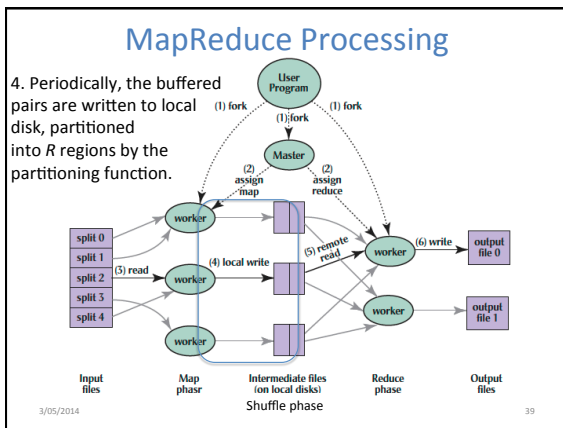 MapReduce Processing
4. Periodically, the buffered
pairs are written to local
disk, partitioned
into R regions by the
partitioning function.
User
Program
(1) fork
(1) fork
(1) fork
Master
(2)
assign
map
(2)
assign
reduce
worker
split 0
split 1
split 2
split 3
split 4
(3) read
worker
(4) local write
(5) remote
read
worker
(6) write
output
file 0
worker
output
file 1
worker
Input
files
Map
phasr
Intermediate files
(on local disks)
Reduce
phase
Output
files
Shuffle phase
3/05/2014
39